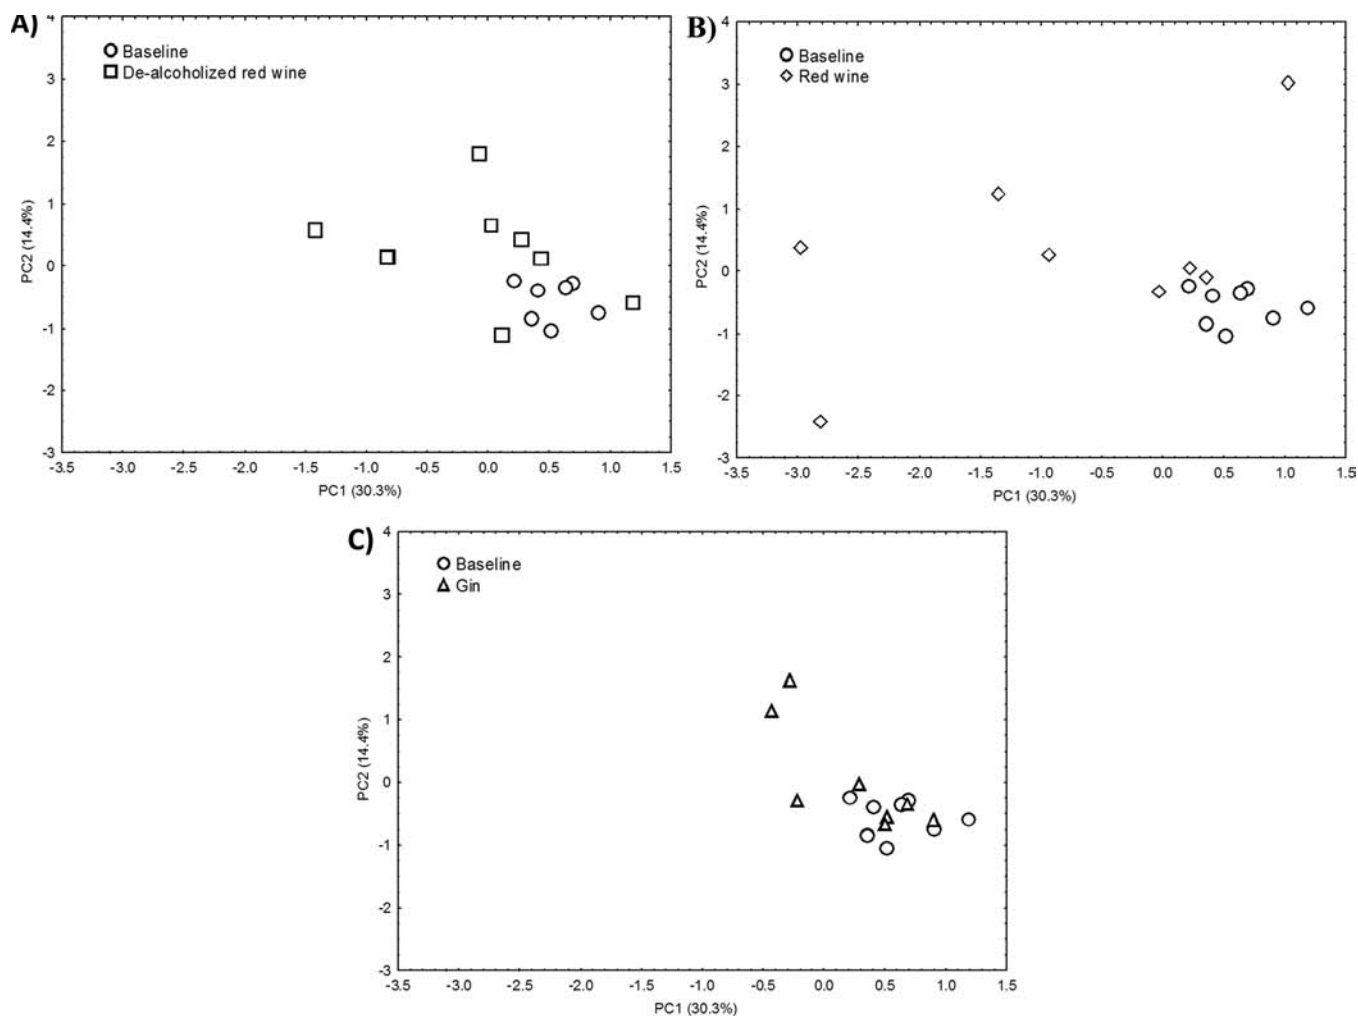 A)
Baseline
De-alcoholized red wine
4
3
2
1
0
-1
-2
-3
PC2 (14.4%)
-3.5 -3.0 -2.5 -2.0 -1.5 -1.0 -0.5 0.0 0.5 1.0 1.5
PC1 (30.3%)
B)
Baseline
Red wine
4
3
2
1
0
-1
-2
-3
PC2 (14.4%)
-3.5 -3.0 -2.5 -2.0 -1.5 -1.0 -0.5 0.0 0.5 1.0 1.5
PC1 (30.3%)
C)
Baseline
Gin
4
3
2
1
0
-1
-2
-3
PC2 (14.4%)
-3.5 -3.0 -2.5 -2.0 -1.5 -1.0 -0.5 0.0 0.5 1.0 1.5
PC1 (30.3%)